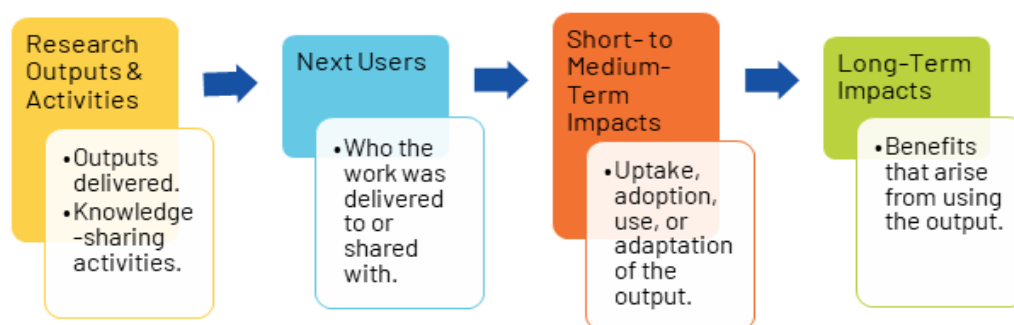 Research
Outputs &
Activities
•Outputs
delivered.
•Knowledge
-sharing
activities.
Next Users
•Who the
work was
delivered
to or
shared
with.
Short- to
Medium-
Term
Impacts
•Uptake,
adoption,
use, or
adaptation
of the
output.
Long-Term
Impacts
•Benefits
that arise
from using
the output.